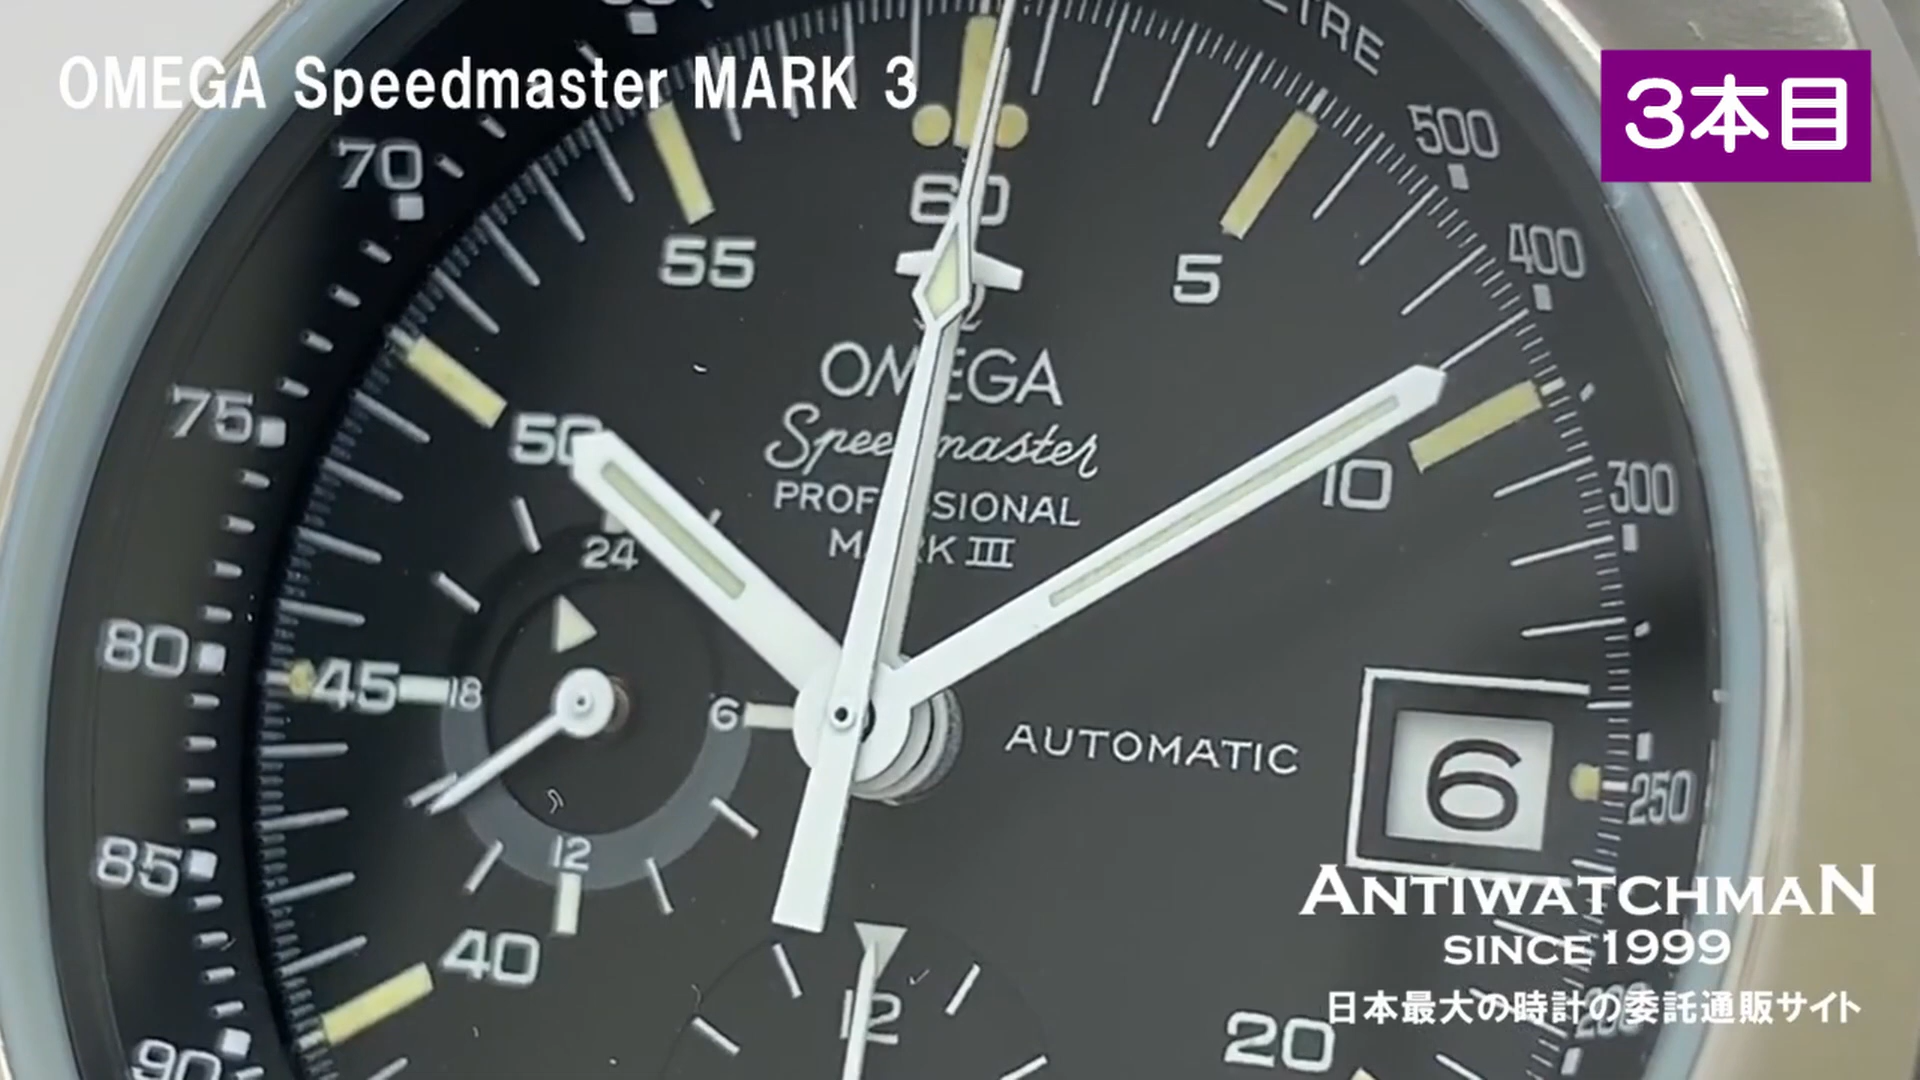 OMEGA Speedmaster MARK 3
3本目
70
75
80
85
90
500
400
300
250
200
60
55
5
50
10
45
40
20
OMEGA
Speedmaster
PROFESSIONAL
MARK III
24
18
6
12
AUTOMATIC
6
12
ANTIWATCHMAN
SINCE 1999
日本最大の時計の委託通販サイト